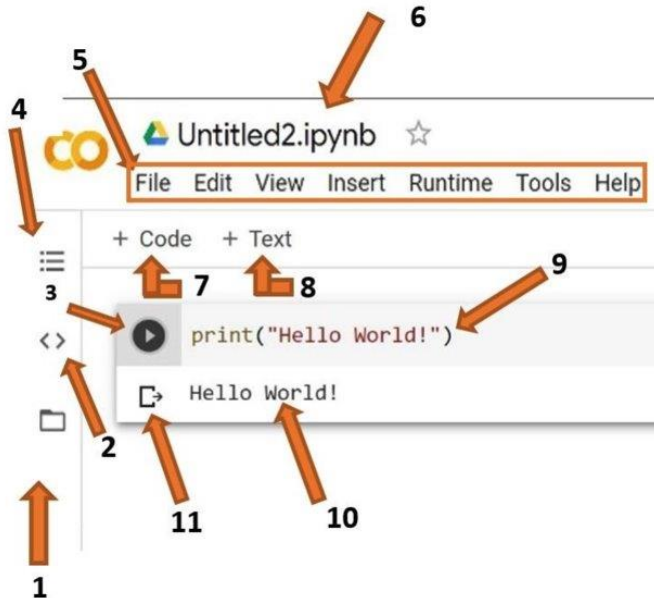 6
5
4
CO
Untitled2.ipynb
File Edit View Insert Runtime Tools Help
+ Code + Text
7
8
9
3
print("Hello World!")
Hello World!
2
11
10
1